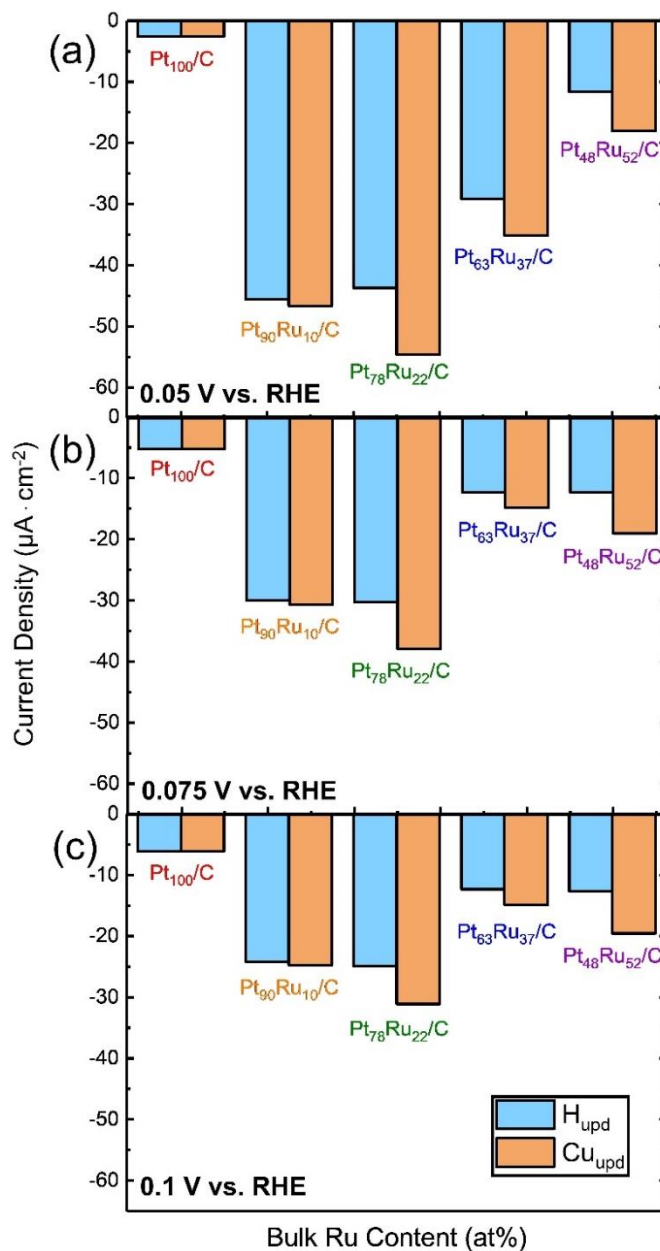 (a)
0
-10
-20
-30
-40
-50
-60
Pt₁₀₀/C
Pt₉₀Ru₁₀/C
Pt₇₈Ru₂₂/C
Pt₆₃Ru₃₇/C
Pt₄₈Ru₅₂/C
0.05 V vs. RHE
(b)
0
-10
-20
-30
-40
-50
-60
Pt₁₀₀/C
Pt₉₀Ru₁₀/C
Pt₇₈Ru₂₂/C
Pt₆₃Ru₃₇/C
Pt₄₈Ru₅₂/C
0.075 V vs. RHE
Current Density (µA · cm⁻²)
(c)
0
-10
-20
-30
-40
-50
-60
Pt₁₀₀/C
Pt₉₀Ru₁₀/C
Pt₇₈Ru₂₂/C
Pt₆₃Ru₃₇/C
Pt₄₈Ru₅₂/C
H_upd
Cu_upd
0.1 V vs. RHE
Bulk Ru Content (at%)